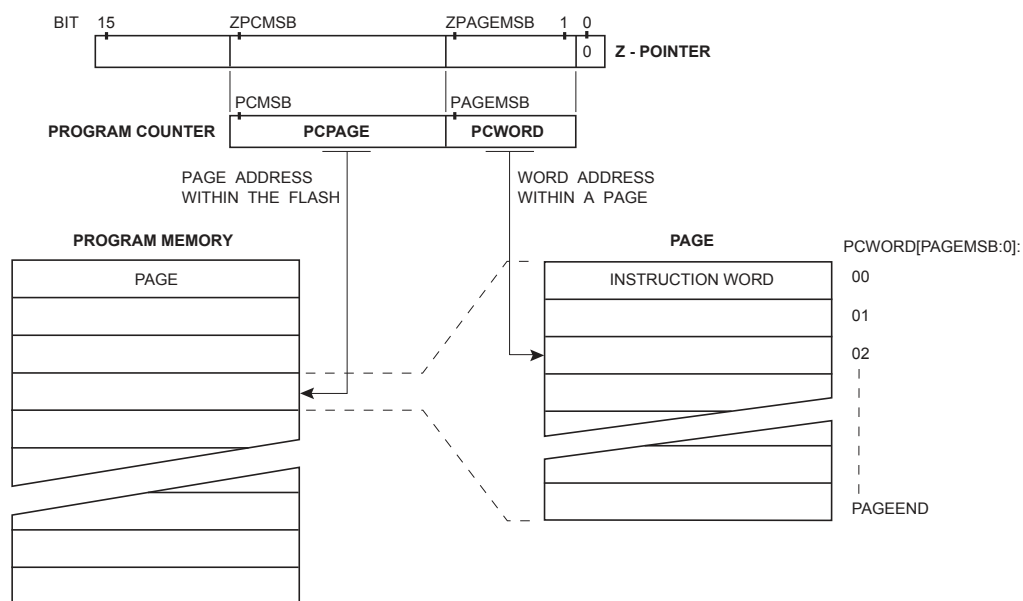 BIT 15 ZPCMSB ZPAGEMSB 1 0
0 Z - POINTER
PCMSB PAGEMSB
PROGRAM COUNTER PCPAGE PCWORD
PAGE ADDRESS
WITHIN THE FLASH
WORD ADDRESS
WITHIN A PAGE
PROGRAM MEMORY
PAGE
PAGE
INSTRUCTION WORD
PCWORD[PAGEMSB:0]:
00
01
02
PAGEEND